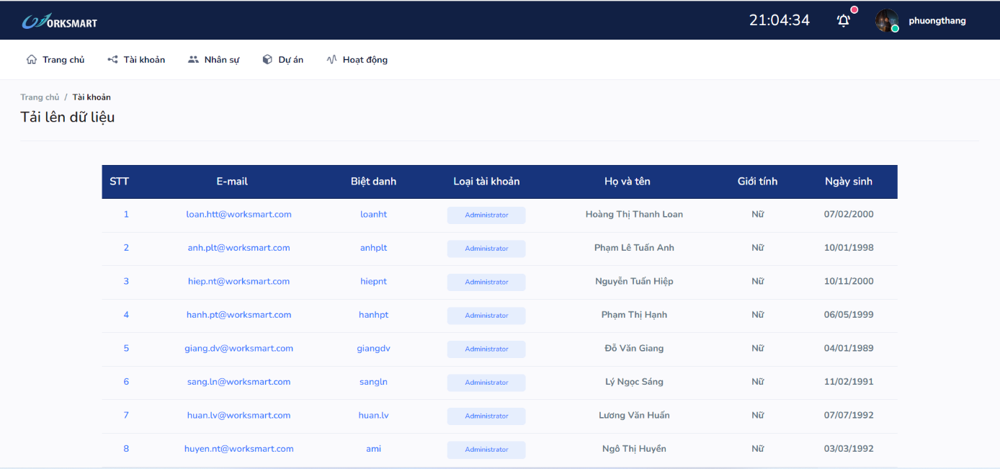 WORKSMART 21:04:34 phuongthang
Trang chủ Tài khoản Nhân sự Dự án Hoạt động
Trang chủ / Tài khoản
Tải lên dữ liệu
STT E-mail Biệt danh Loại tài khoản Họ và tên Giới tính Ngày sinh
1 loan.htt@worksmart.com loanht Administrator Hoàng Thị Thanh Loan Nữ 07/02/2000
2 anh.plt@worksmart.com anhplt Administrator Phạm Lê Tuấn Anh Nữ 10/01/1998
3 hiep.nt@worksmart.com hiepnt Administrator Nguyễn Tuấn Hiệp Nữ 10/11/2000
4 hanh.pt@worksmart.com hanhpt Administrator Phạm Thị Hạnh Nữ 06/05/1999
5 giang.dv@worksmart.com giangdv Administrator Đỗ Văn Giang Nữ 04/01/1989
6 sang.ln@worksmart.com sangln Administrator Lý Ngọc Sáng Nữ 11/02/1991
7 huan.lv@worksmart.com huan.lv Administrator Lương Văn Huấn Nữ 07/07/1992
8 huyen.nt@worksmart.com ami Administrator Ngô Thị Huyền Nữ 03/03/1992